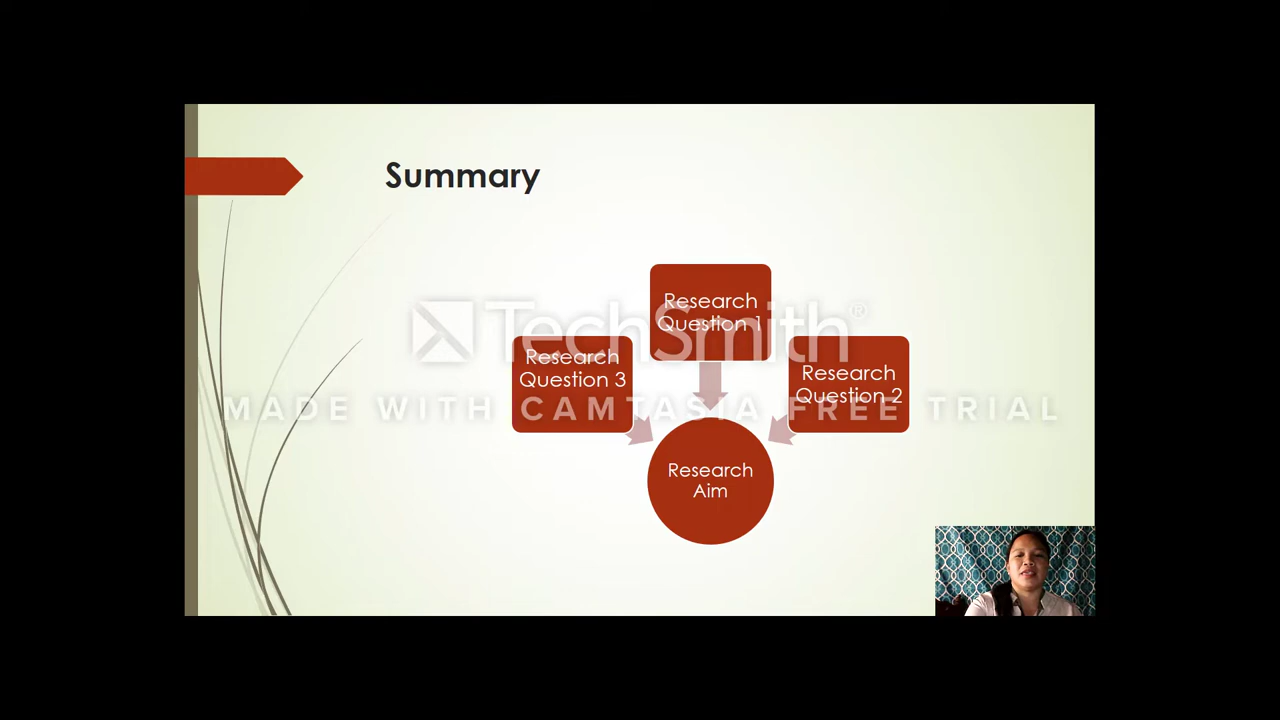 Summary
Research
Question 1
Research
Question 3
Research
Question 2
Research
Aim
TechSmith®
MADE WITH CAMTASIA FREE TRIAL